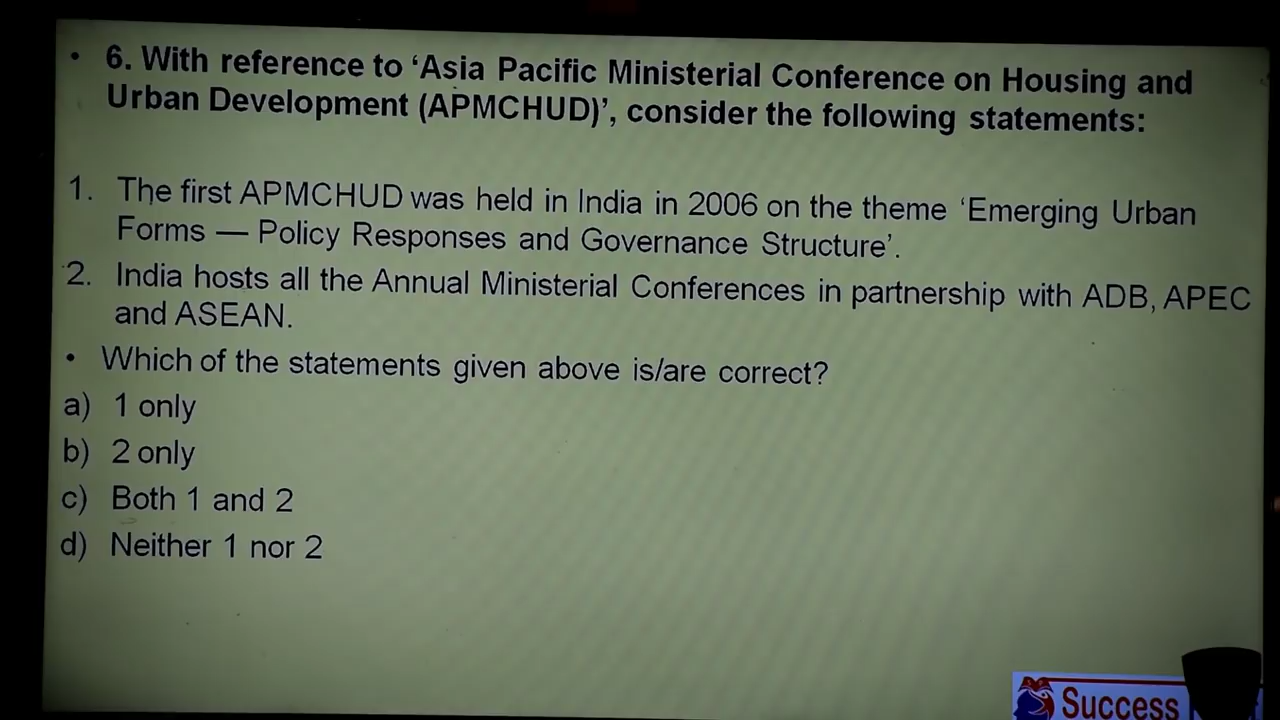 • 6. With reference to ‘Asia Pacific Ministerial Conference on Housing and
Urban Development (APMCHUD)’, consider the following statements:
1. The first APMCHUD was held in India in 2006 on the theme ‘Emerging Urban
Forms — Policy Responses and Governance Structure’.
2. India hosts all the Annual Ministerial Conferences in partnership with ADB, APEC
and ASEAN.
• Which of the statements given above is/are correct?
a) 1 only
b) 2 only
c) Both 1 and 2
d) Neither 1 nor 2
Success